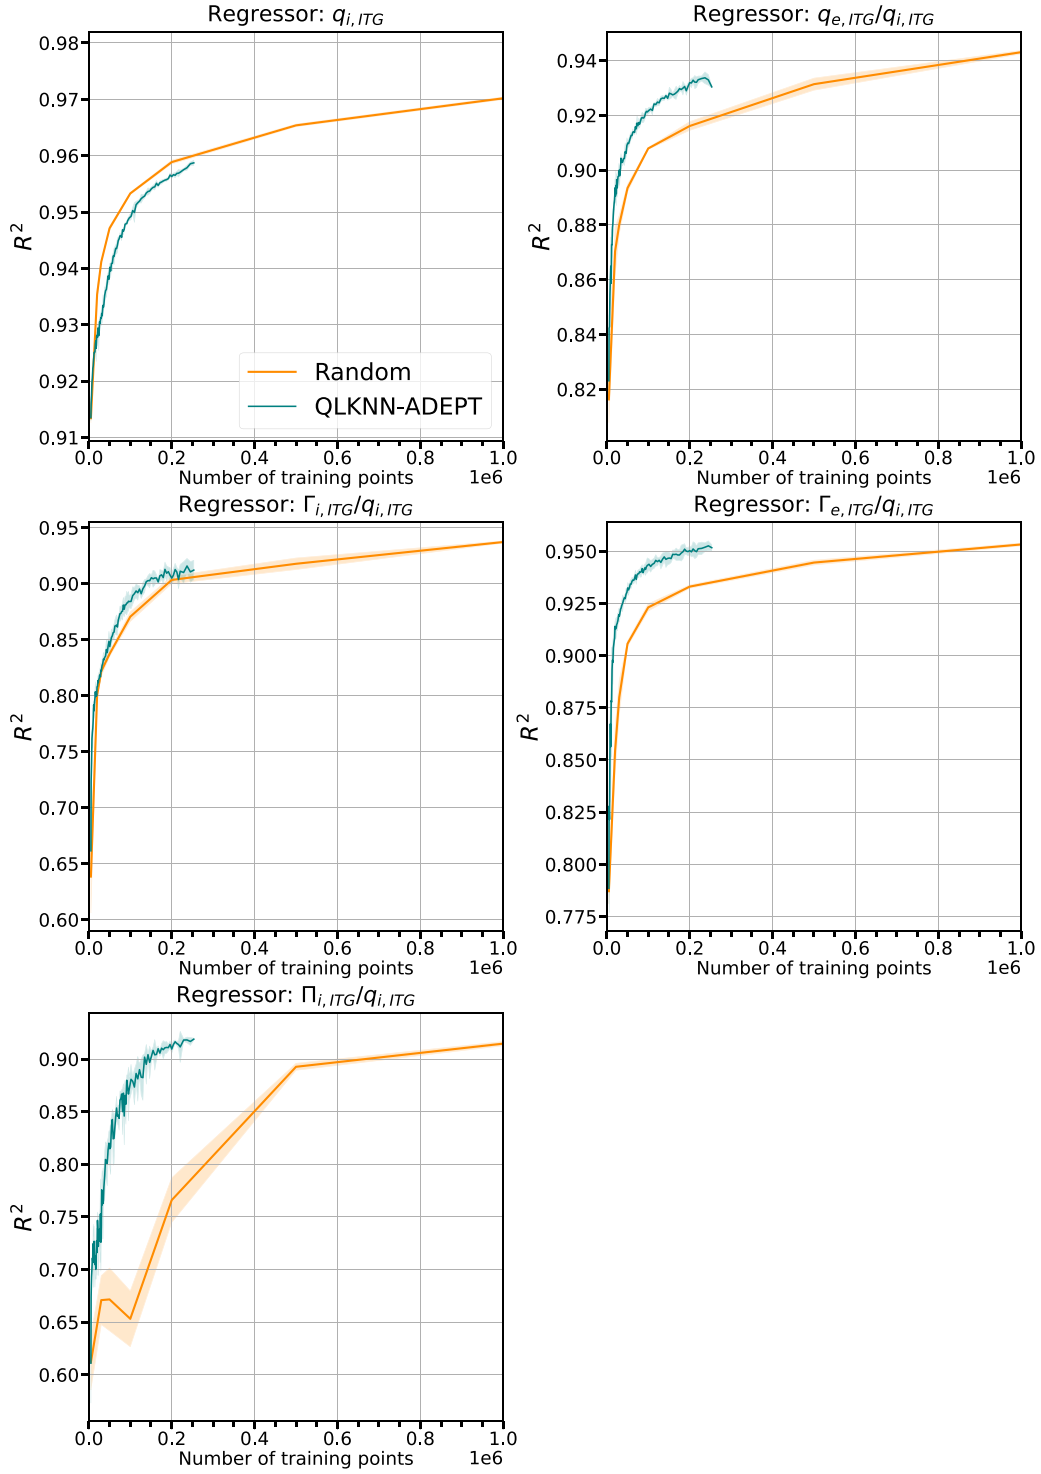 Regressor: q_{i, ITG}
R²
0.98
0.97
0.96
0.95
0.94
0.93
0.92
0.91
Random
QLKNN-ADEPT
0.0 0.2 0.4 0.6 0.8 1.0
Number of training points
1e6
Regressor: q_{e, ITG}/q_{i, ITG}
R²
0.94
0.92
0.90
0.88
0.86
0.84
0.82
0.0 0.2 0.4 0.6 0.8 1.0
Number of training points
1e6
Regressor: Γ_{i, ITG}/q_{i, ITG}
R²
0.95
0.90
0.85
0.80
0.75
0.70
0.65
0.60
0.0 0.2 0.4 0.6 0.8 1.0
Number of training points
1e6
Regressor: Γ_{e, ITG}/q_{i, ITG}
R²
0.950
0.925
0.900
0.875
0.850
0.825
0.800
0.775
0.0 0.2 0.4 0.6 0.8 1.0
Number of training points
1e6
Regressor: Π_{i, ITG}/q_{i, ITG}
R²
0.90
0.85
0.80
0.75
0.70
0.65
0.60
0.0 0.2 0.4 0.6 0.8 1.0
Number of training points
1e6